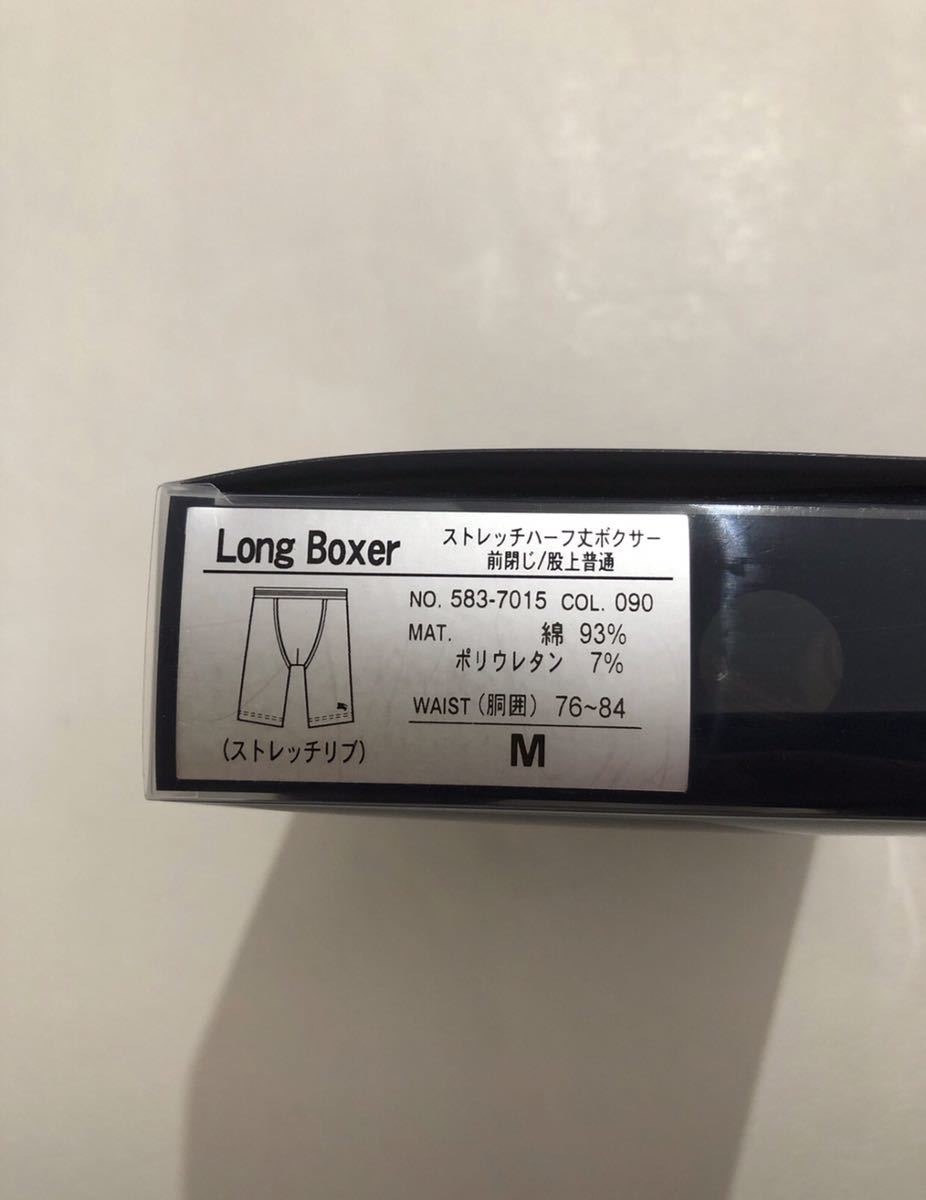 Long Boxer
ストレッチハーフ丈ボクサー
前閉じ/股上普通
NO. 583-7015 COL. 090
MAT. 綿 93%
ポリウレタン 7%
WAIST (胴囲) 76~84
M
(ストレッチリブ)